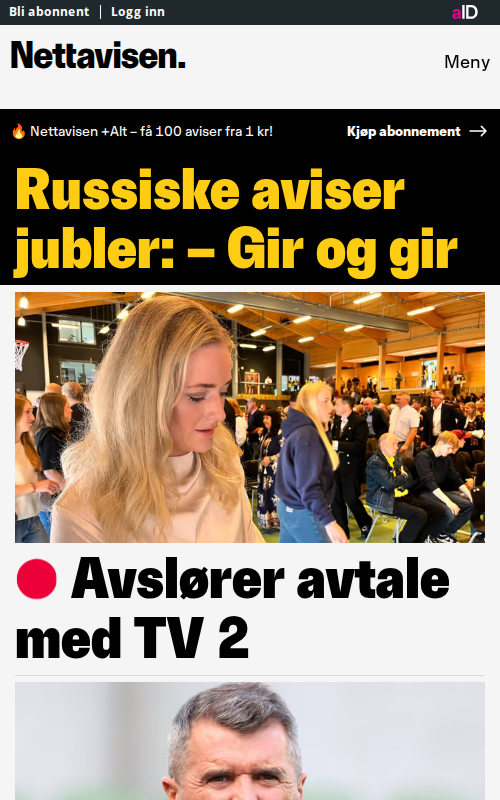 Bli abonnent | Logg inn
aID
Nettavisen.
Meny
🔥 Nettavisen +Alt – få 100 aviser fra 1 kr!
Kjøp abonnement →
Russiske aviser
jubler: – Gir og gir
Avslører avtale
med TV 2